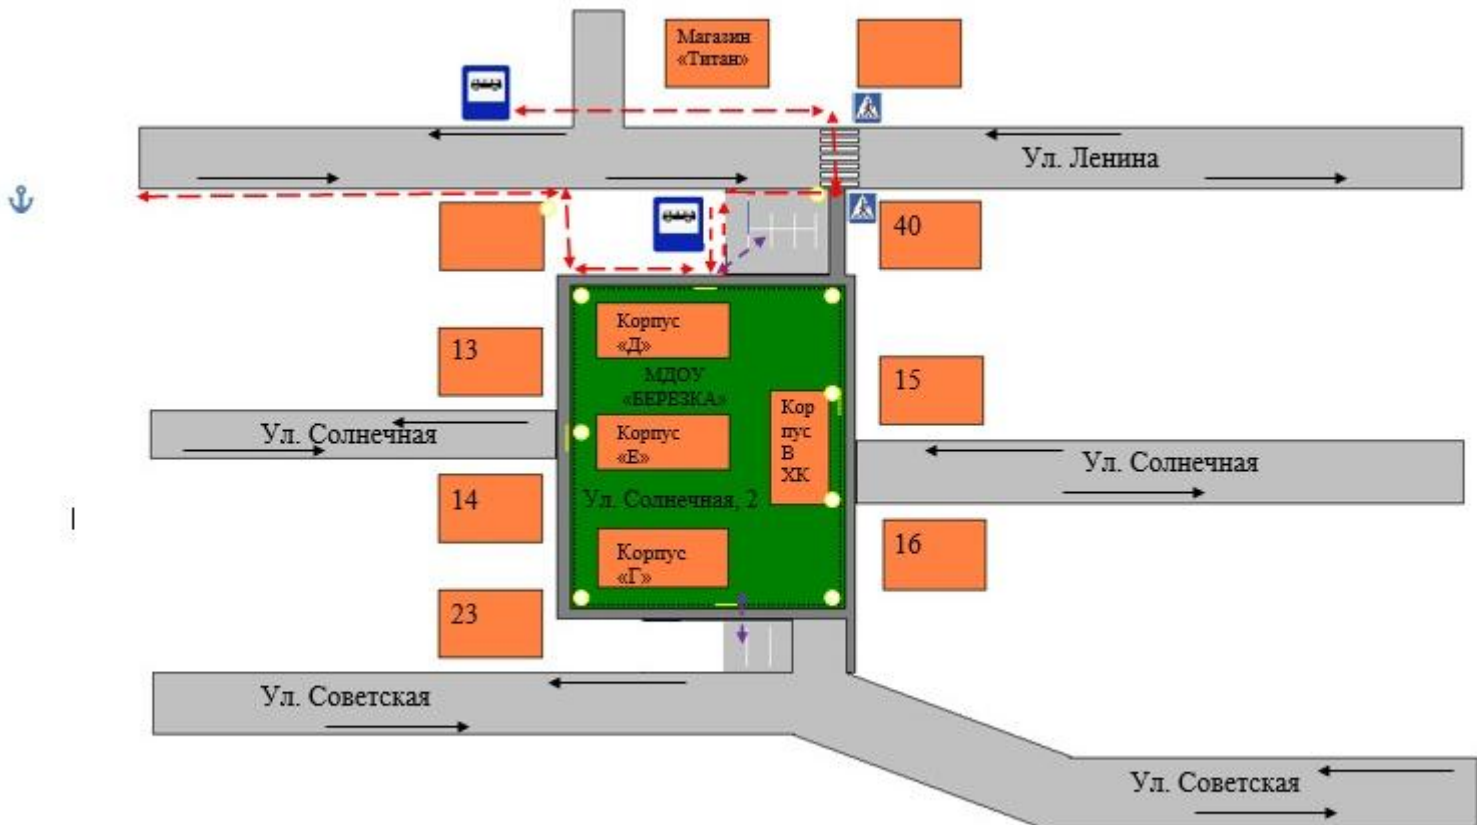 Магазин
«Титан»
Ул. Ленина
40
Корпус
«Д»
13
МДОУ
«БЕРЕЗКА»
15
Кор
пус
В
ХК
Ул. Солнечная
Корпус
«Е»
Ул. Солнечная
14
Ул. Солнечная, 2
16
Корпус
«Г»
23
Ул. Советская
Ул. Советская